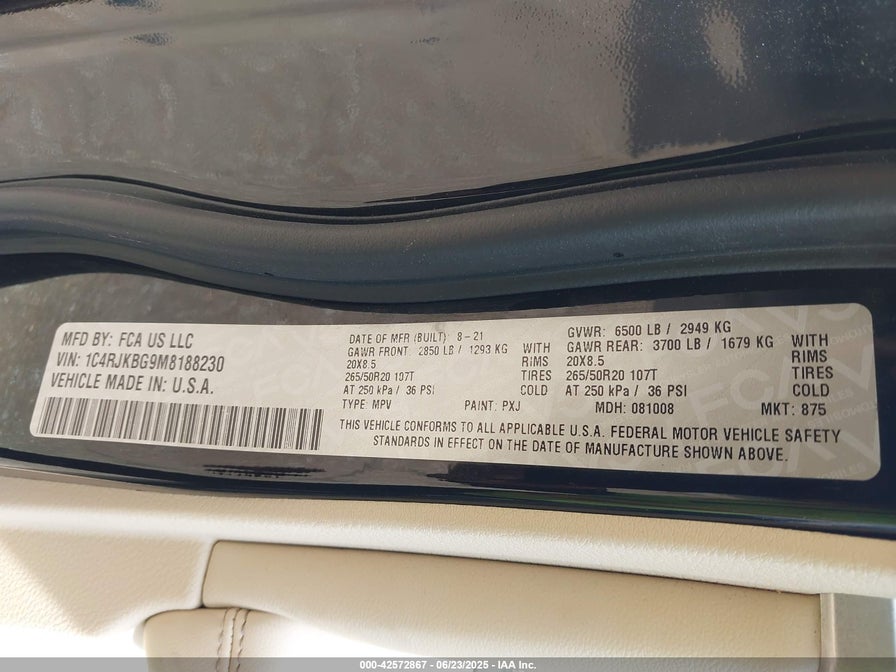 MFD BY: FCA US LLC
VIN: 1C4RJKBG9M8188230
VEHICLE MADE IN: U.S.A.
DATE OF MFR (BUILT): 8-21
GAWR FRONT: 2850 LB / 1293 KG WITH
20X8.5 RIMS
265/50R20 107T TIRES
AT 250 kPa / 36 PSI COLD
TYPE: MPV PAINT: PXJ
GVWR: 6500 LB / 2949 KG
GAWR REAR: 3700 LB / 1679 KG WITH
20X8.5 RIMS
265/50R20 107T TIRES
AT 250 kPa / 36 PSI COLD
MDH: 081008 MKT: 875
THIS VEHICLE CONFORMS TO ALL APPLICABLE U.S.A. FEDERAL MOTOR VEHICLE SAFETY
STANDARDS IN EFFECT ON THE DATE OF MANUFACTURE SHOWN ABOVE.
000-42572867 - 06/23/2025 - IAA Inc.